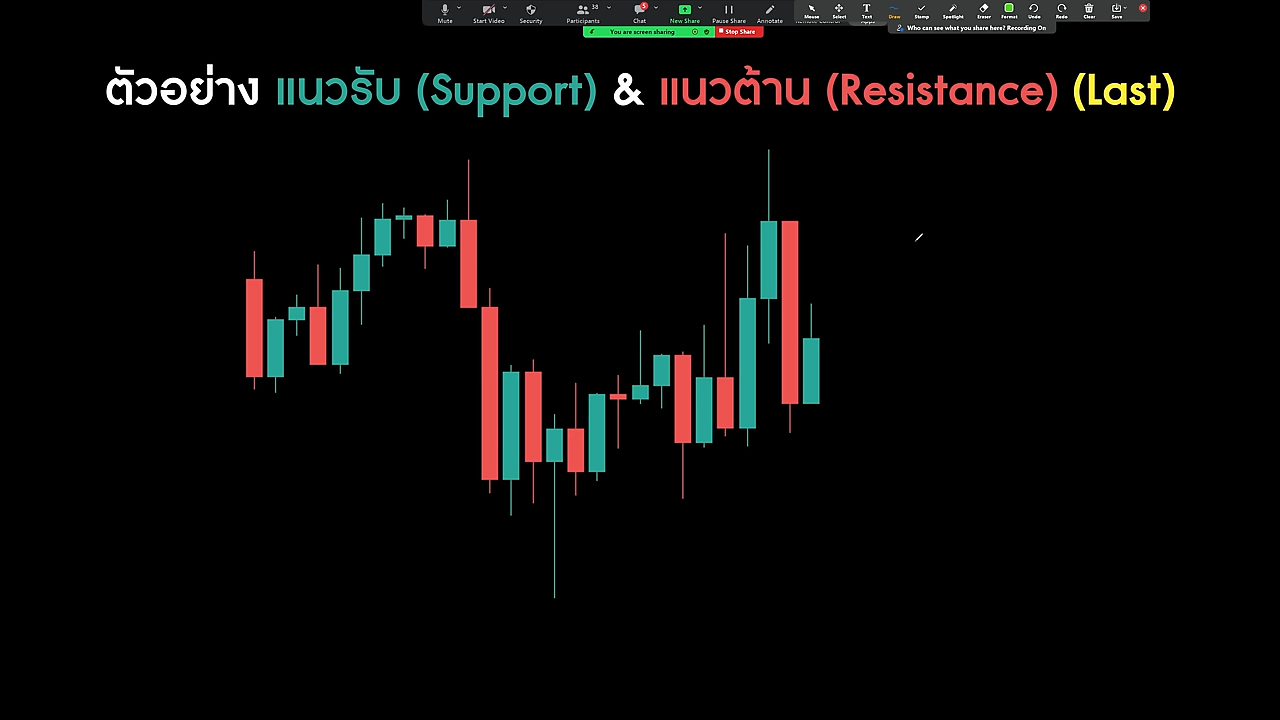 Mute
Start Video
Security
Participants
38
Chat
5
New Share
Pause Share
Annotate
Mouse
Select
Text
Draw
Stamp
Spotlight
Eraser
Format
Undo
Redo
Clear
Save
You are screen sharing
Stop Share
Who can see what you share here? Recording On
ตัวอย่าง แนวรับ (Support) & แนวต้าน (Resistance) (Last)